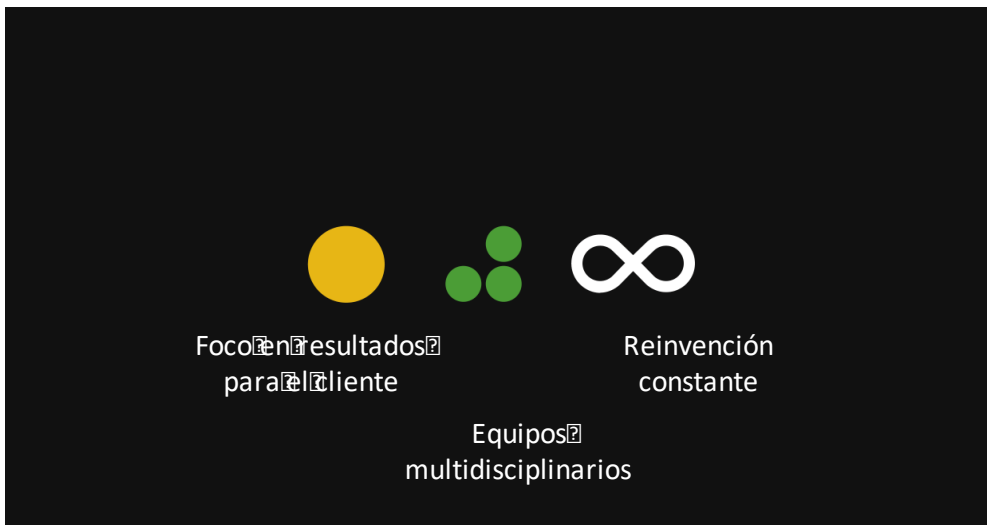 Foco en resultados
para el cliente
Reinvención
constante
Equipos
multidisciplinarios